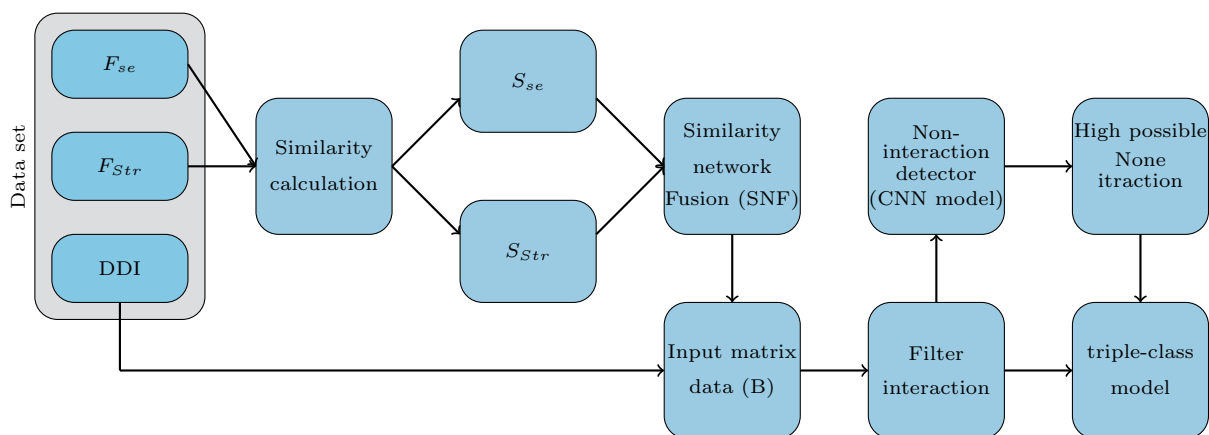 Data set
F_se
F_Str
DDI
Similarity
calculation
S_se
S_Str
Similarity
network
Fusion (SNF)
Input matrix
data (B)
Non-
interaction
detector
(CNN model)
Filter
interaction
High possible
None
itraction
triple-class
model